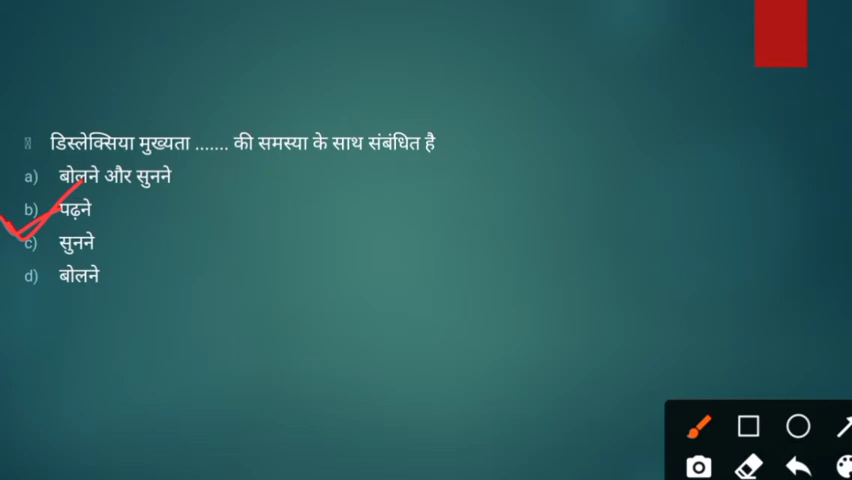 डिस्लेक्सिया मुख्यता ....... की समस्या के साथ संबंधित है
a) बोलने और सुनने
b) पढ़ने
c) सुनने
d) बोलने